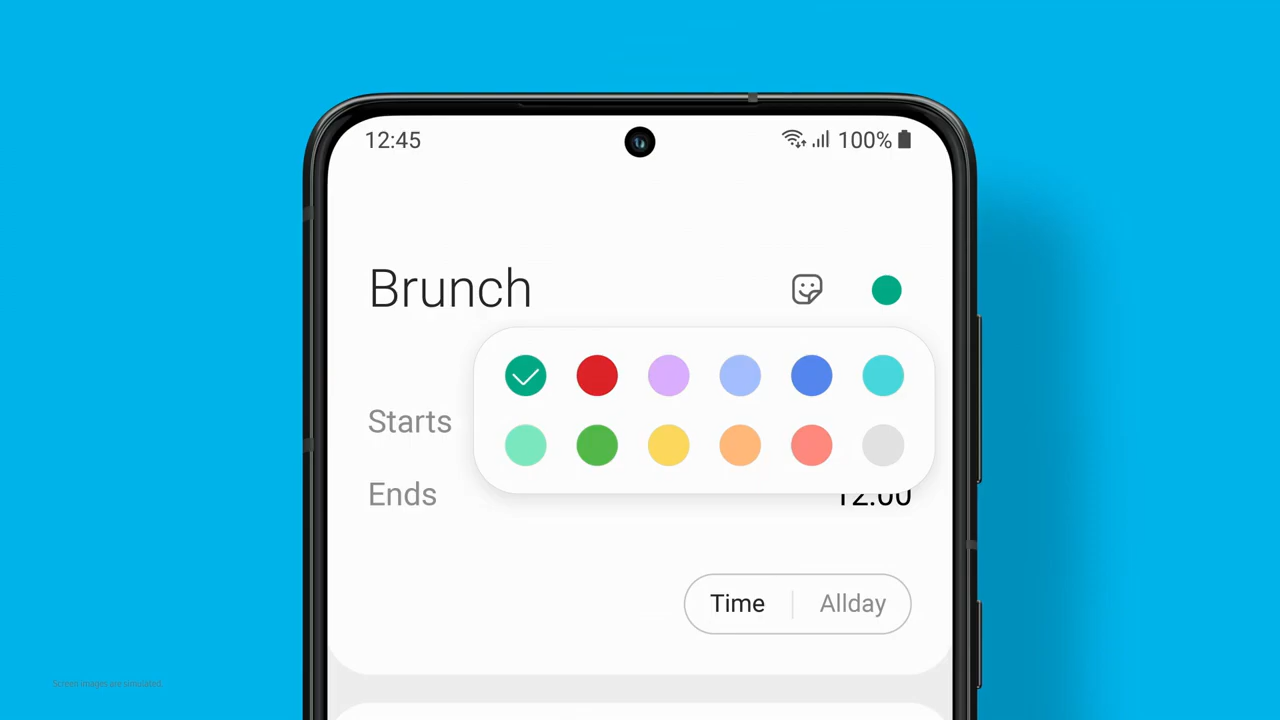 12:45 100%
Brunch
Starts
Ends 12:00
Time Allday
Screen images are simulated.